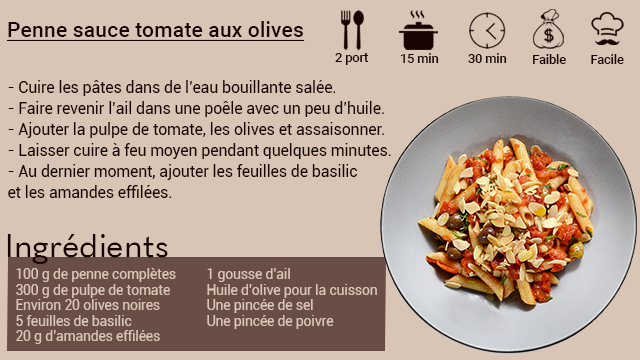 Penne sauce tomate aux olives
2 port
15 min
30 min
Faible
Facile
- Cuire les pâtes dans de l'eau bouillante salée.
- Faire revenir l'ail dans une poêle avec un peu d'huile.
- Ajouter la pulpe de tomate, les olives et assaisonner.
- Laisser cuire à feu moyen pendant quelques minutes.
- Au dernier moment, ajouter les feuilles de basilic
et les amandes effilées.
Ingrédients
100 g de penne complètes
300 g de pulpe de tomate
Environ 20 olives noires
5 feuilles de basilic
20 g d'amandes effilées
1 gousse d'ail
Huile d'olive pour la cuisson
Une pincée de sel
Une pincée de poivre